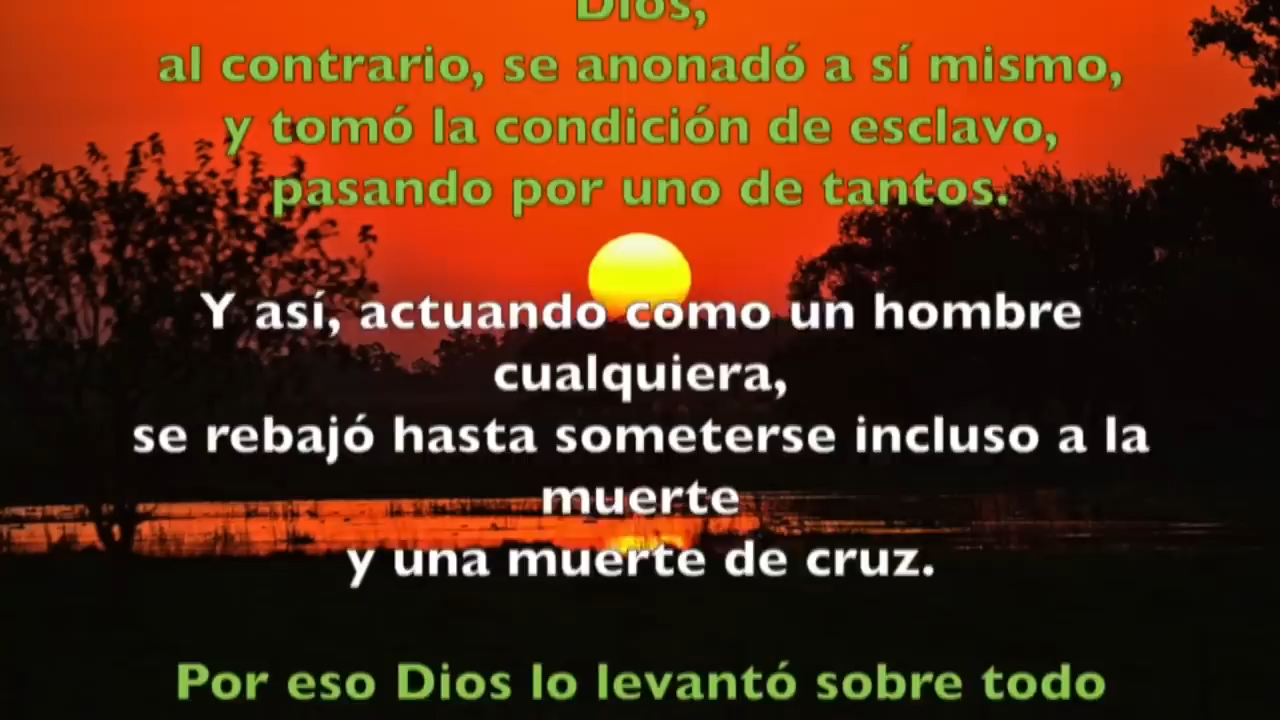 Dios,
al contrario, se anonadó a sí mismo,
y tomó la condición de esclavo,
pasando por uno de tantos.
Y así, actuando como un hombre
cualquiera,
se rebajó hasta someterse incluso a la
muerte
y una muerte de cruz.
Por eso Dios lo levantó sobre todo